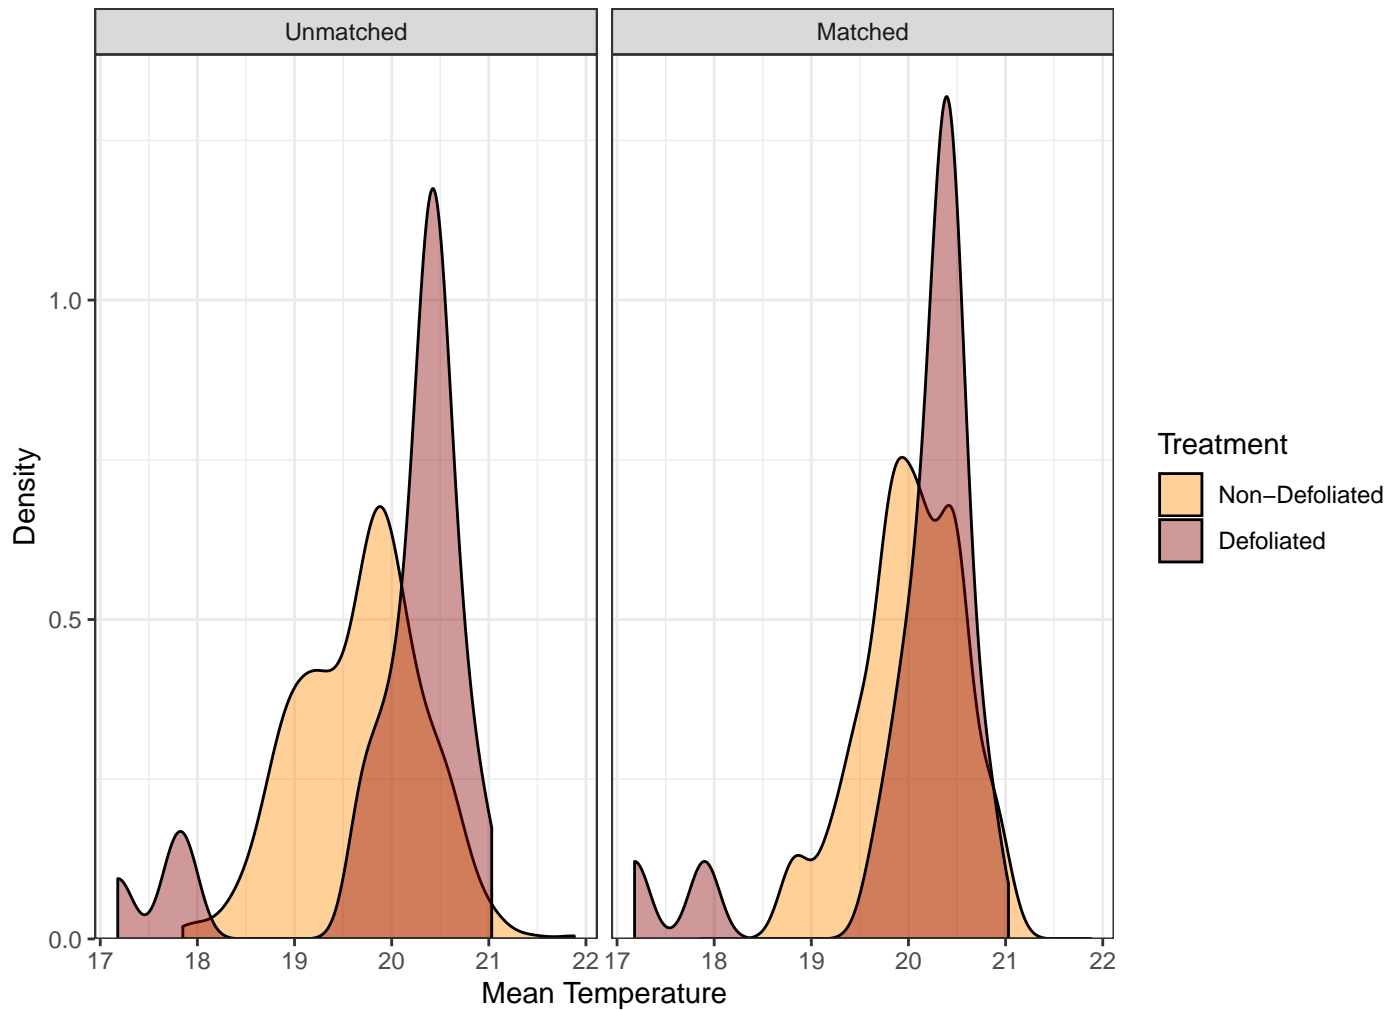 Unmatched
Matched
Density
1.0
0.5
0.0
17 18 19 20 21 22
17 18 19 20 21 22
Mean Temperature
Treatment
Non−Defoliated
Defoliated